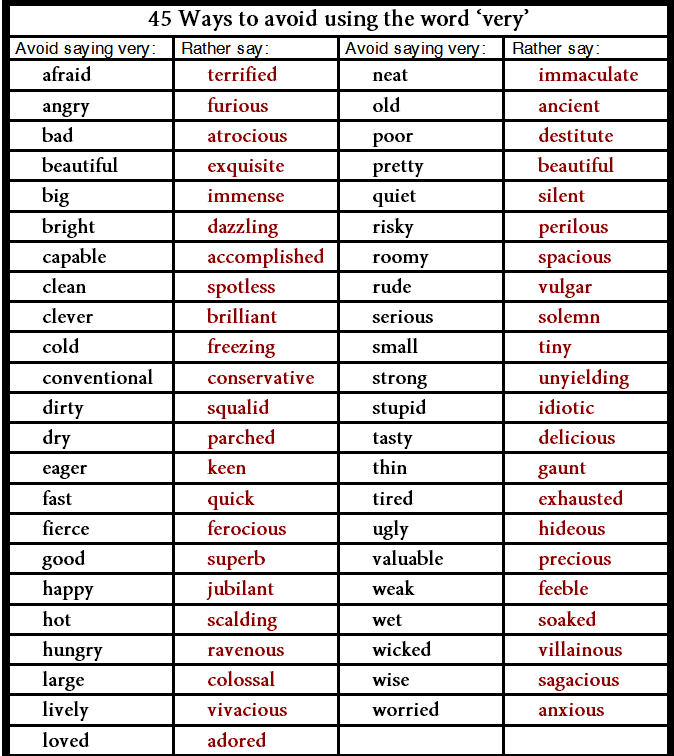 45 Ways to avoid using the word ‘very’
Avoid saying very: Rather say: Avoid saying very: Rather say:
afraid terrified neat immaculate
angry furious old ancient
bad atrocious poor destitute
beautiful exquisite pretty beautiful
big immense quiet silent
bright dazzling risky perilous
capable accomplished roomy spacious
clean spotless rude vulgar
clever brilliant serious solemn
cold freezing small tiny
conventional conservative strong unyielding
dirty squalid stupid idiotic
dry parched tasty delicious
eager keen thin gaunt
fast quick tired exhausted
fierce ferocious ugly hideous
good superb valuable precious
happy jubilant weak feeble
hot scalding wet soaked
hungry ravenous wicked villainous
large colossal wise sagacious
lively vivacious worried anxious
loved adored